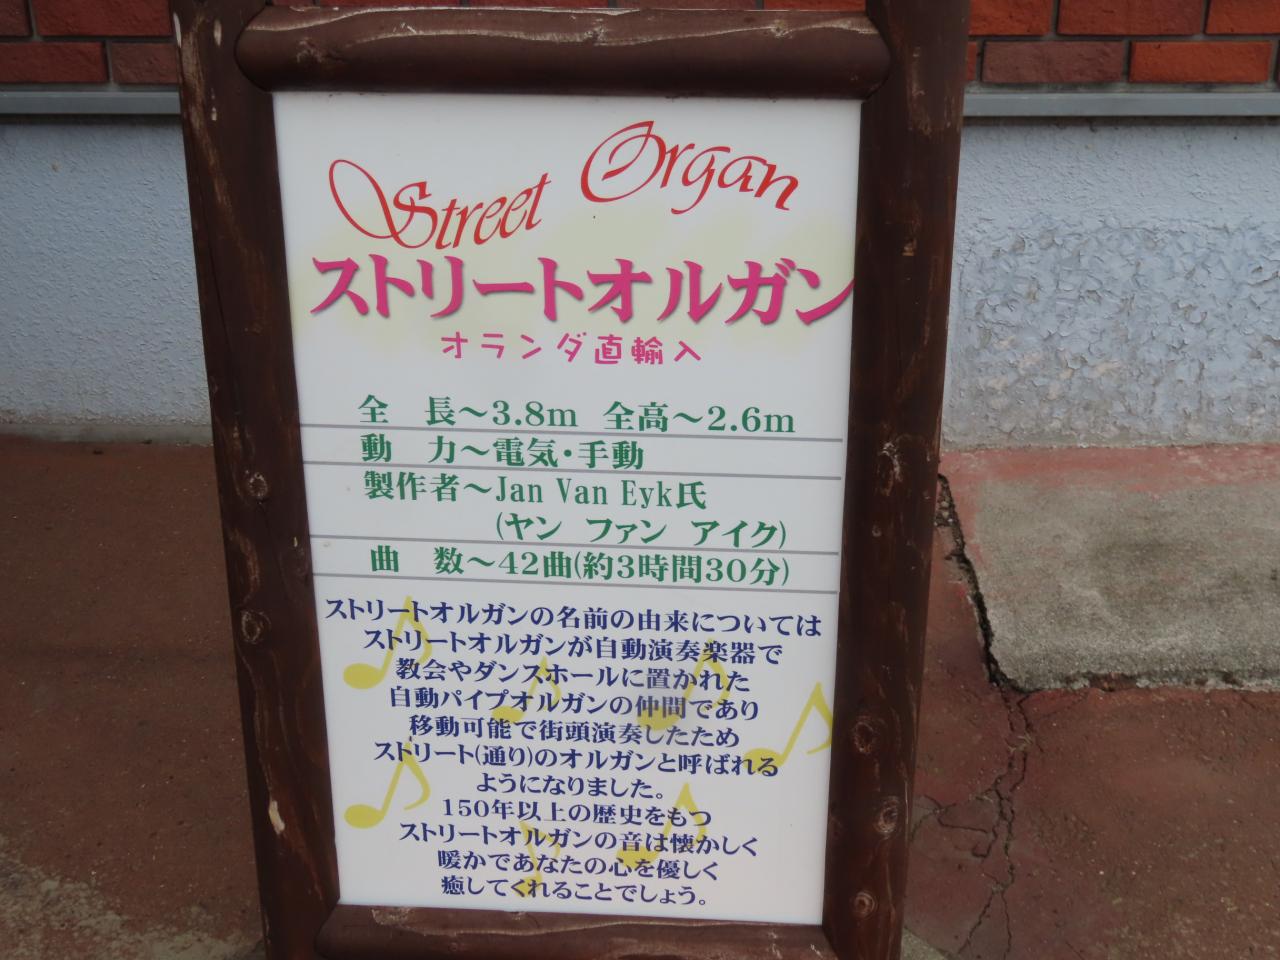 Street Organ
ストリートオルガン
オランダ直輸入
全　長～3.8m 全高～2.6m
動　力～電気・手動
製作者～Jan Van Eyk氏
(ヤン　ファン　アイク)
曲　数～42曲(約3時間30分)
ストリートオルガンの名前の由来については
ストリートオルガンが自動演奏楽器で
教会やダンスホールに置かれた
自動パイプオルガンの仲間であり
移動可能で街頭演奏したため
ストリート(通り)のオルガンと呼ばれる
ようになりました。
150年以上の歴史をもつ
ストリートオルガンの音は懐かしく
暖かであなたの心を優しく
癒してくれることでしょう。